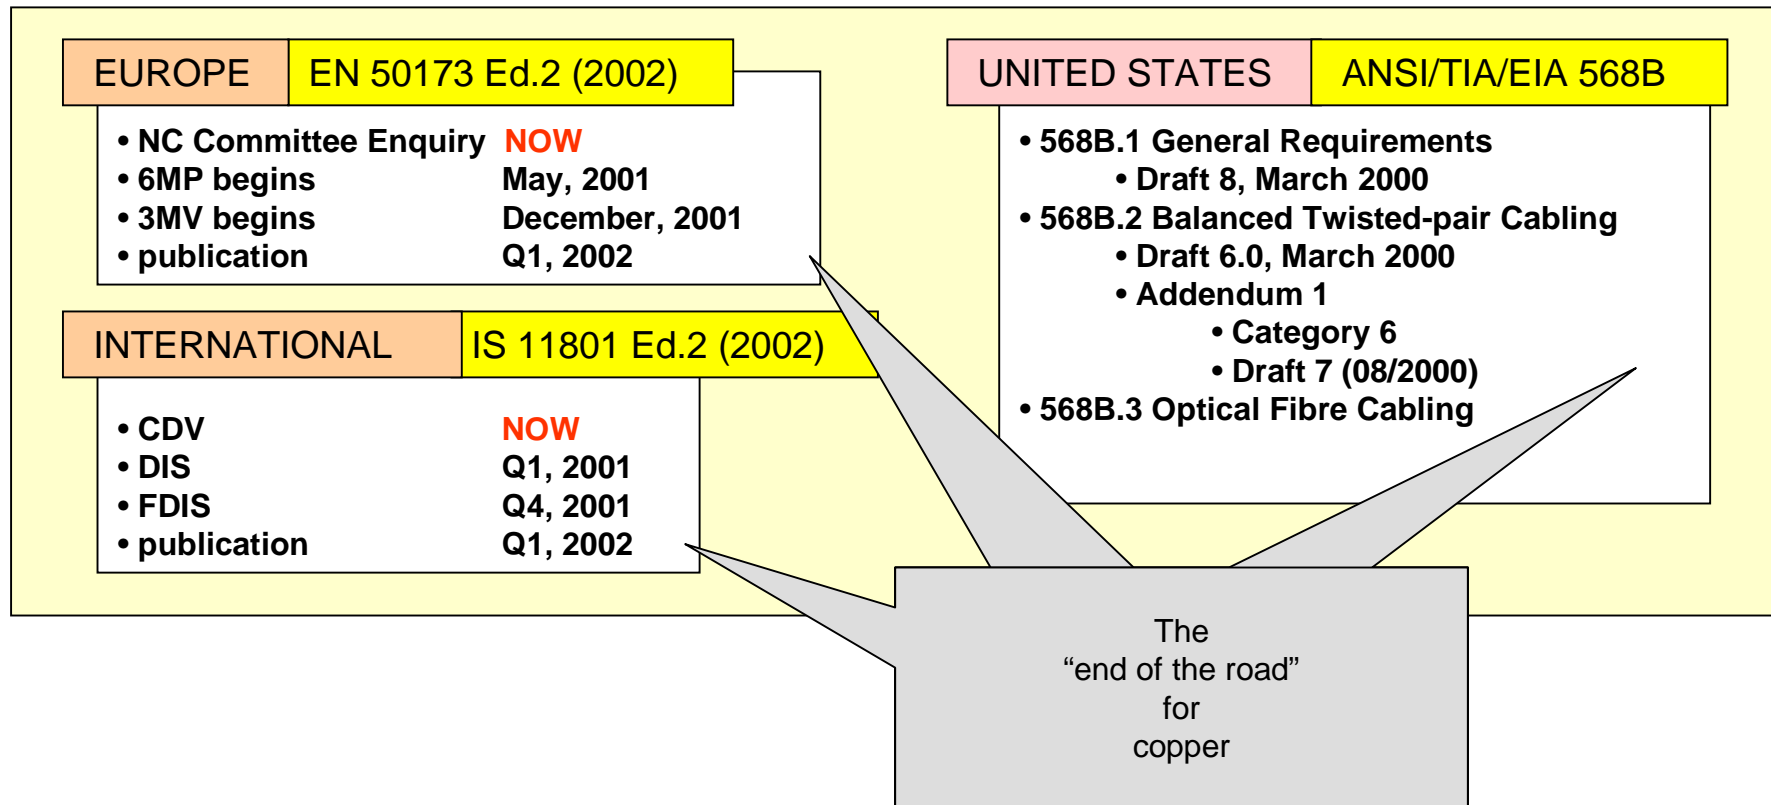 EUROPE EN 50173 Ed.2 (2002)
• NC Committee Enquiry NOW
• 6MP begins May, 2001
• 3MV begins December, 2001
• publication Q1, 2002
INTERNATIONAL IS 11801 Ed.2 (2002)
• CDV NOW
• DIS Q1, 2001
• FDIS Q4, 2001
• publication Q1, 2002
UNITED STATES ANSI/TIA/EIA 568B
• 568B.1 General Requirements
• Draft 8, March 2000
• 568B.2 Balanced Twisted-pair Cabling
• Draft 6.0, March 2000
• Addendum 1
• Category 6
• Draft 7 (08/2000)
• 568B.3 Optical Fibre Cabling
The
“end of the road”
for
copper